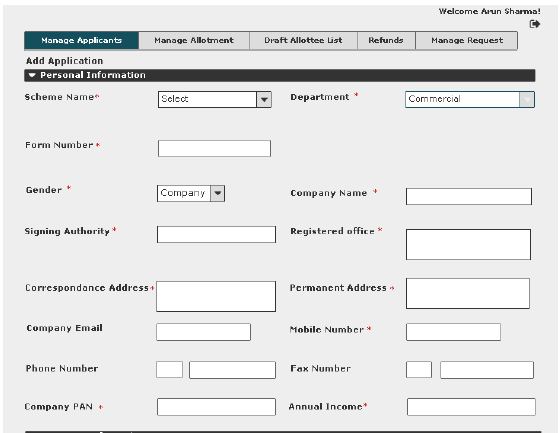 Welcome Arun Sharma!
Manage Applicants Manage Allotment Draft Allottee List Refunds Manage Request
Add Application
Personal Information
Scheme Name* Select Department * Commercial
Form Number *
Gender * Company Company Name *
Signing Authority * Registered office *
Correspondance Address* Permanent Address *
Company Email Mobile Number *
Phone Number Fax Number
Company PAN * Annual Income*